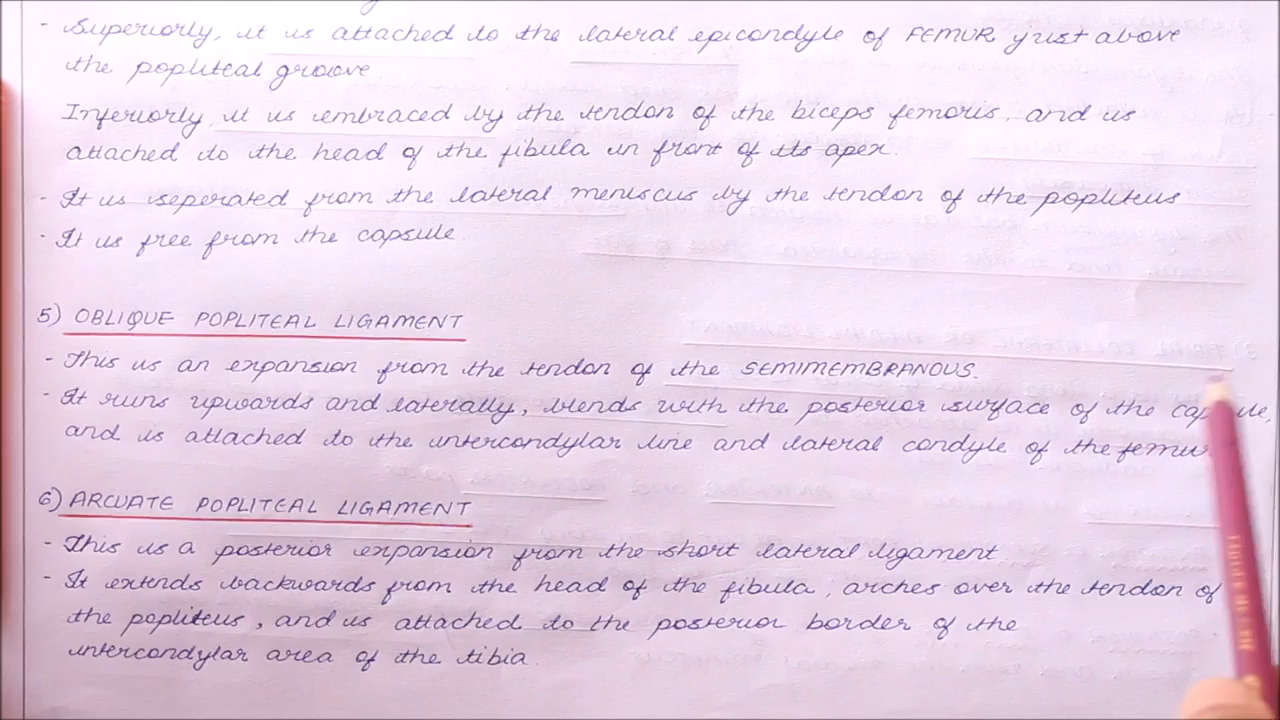 - Superiorly, it is attached to the lateral epicondyle of FEMUR just above
the popliteal groove
Inferiorly it is embraced by the tendon of the biceps femoris, and is
attached to the head of the fibula in front of its apex.
- It is seperated from the lateral meniscus by the tendon of the popliteus
- It is free from the capsule.
5) OBLIQUE POPLITEAL LIGAMENT
- This is an expansion from the tendon of the SEMIMEMBRANOUS.
- It runs upwards and laterally, blends with the posterior surface of the capsule,
and is attached to the intercondylar line and lateral condyle of the femur.
6) ARCUATE POPLITEAL LIGAMENT
- This is a posterior expansion from the short lateral ligament
- It extends backwards from the head of the fibula, arches over the tendon of
the popliteus, and is attached to the posterior border of the
intercondylar area of the tibia.